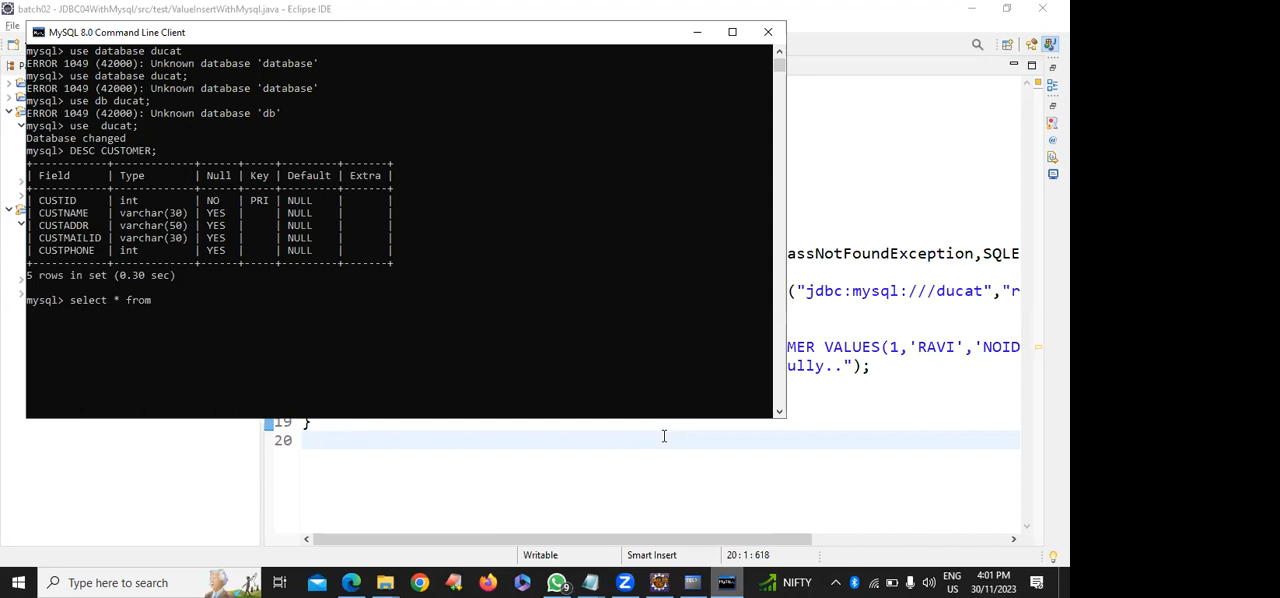 batch02 - JDBC04WithMysql/src/test/ValueInsertWithMysql.java - Eclipse IDE
File
MySQL 8.0 Command Line Client
mysql> use database ducat
ERROR 1049 (42000): Unknown database 'database'
mysql> use database ducat;
ERROR 1049 (42000): Unknown database 'database'
mysql> use db ducat;
ERROR 1049 (42000): Unknown database 'db'
mysql> use  ducat;
Database changed
mysql> DESC CUSTOMER;
+-----------+-------------+------+-----+---------+-------+
| Field     | Type        | Null | Key | Default | Extra |
+-----------+-------------+------+-----+---------+-------+
| CUSTID    | int         | NO   | PRI | NULL    |       |
| CUSTNAME  | varchar(30) | YES  |     | NULL    |       |
| CUSTADDR  | varchar(50) | YES  |     | NULL    |       |
| CUSTMAILID | varchar(30) | YES  |     | NULL    |       |
| CUSTPHONE | int         | YES  |     | NULL    |       |
+-----------+-------------+------+-----+---------+-------+
5 rows in set (0.30 sec)
mysql> select * from
assNotFoundException,SQLE
("jdbc:mysql:///ducat","r
MER VALUES(1,'RAVI','NOID
ully..");
19 }
20
Writable Smart Insert 20 : 1 : 618
Type here to search
9
NIFTY
ENG
US
4:01 PM
30/11/2023